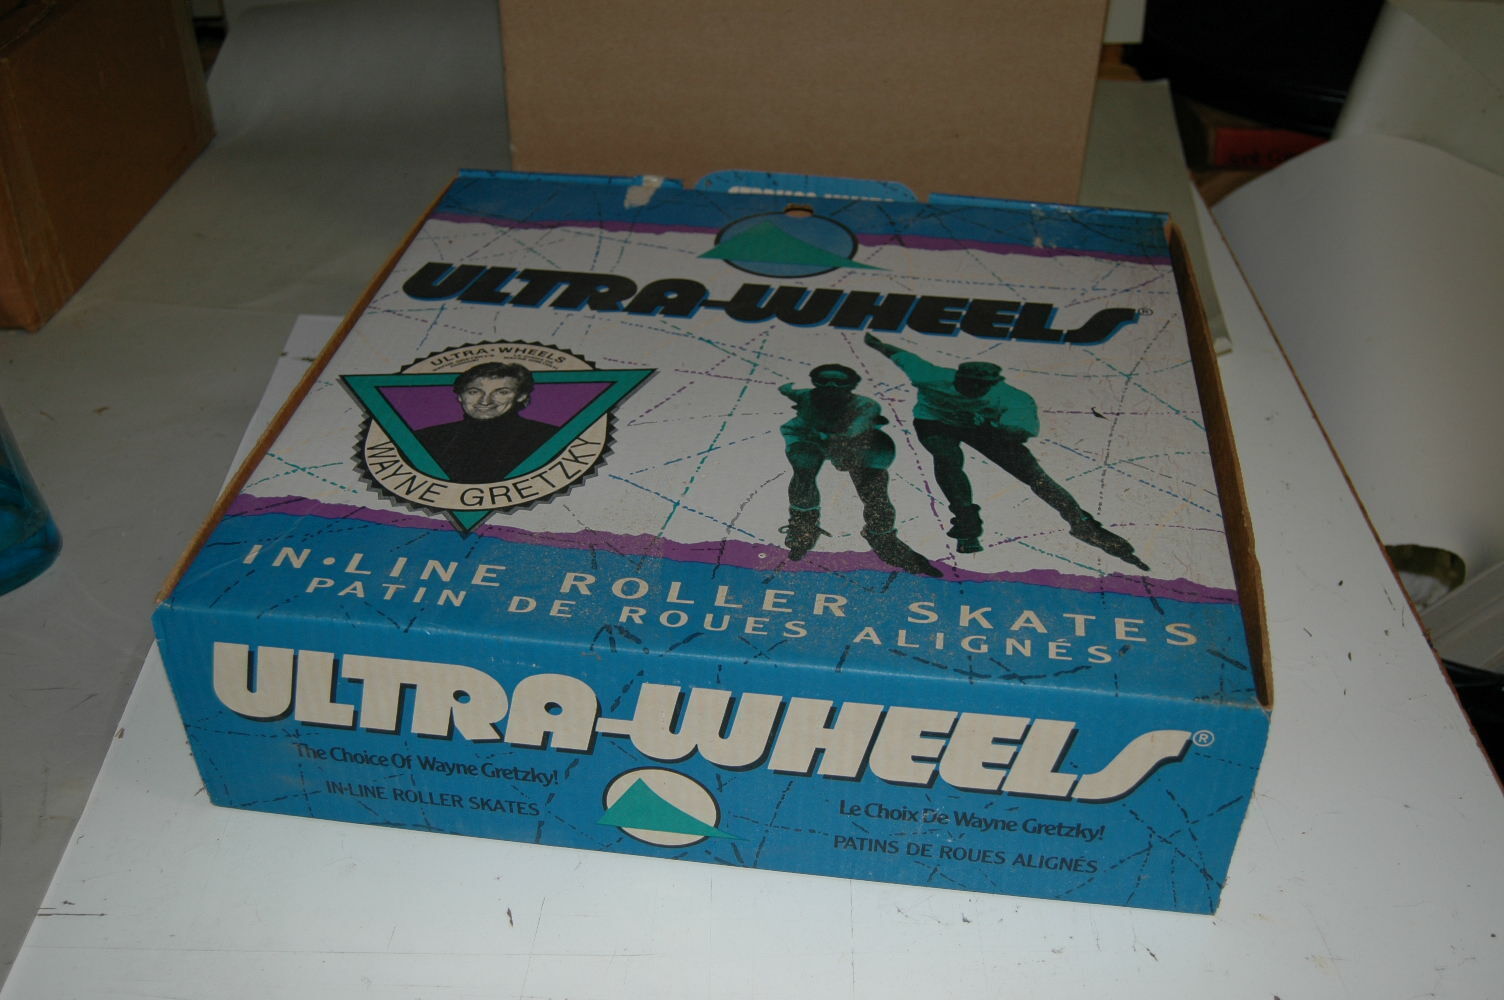 ULTRA-WHEELS®
ULTRA•WHEELS
WAYNE GRETZKY
IN•LINE ROLLER SKATES
PATIN DE ROUES ALIGNÉS
ULTRA-WHEELS®
The Choice Of Wayne Gretzky!
IN-LINE ROLLER SKATES
Le Choix De Wayne Gretzky!
PATINS DE ROUES ALIGNÉS